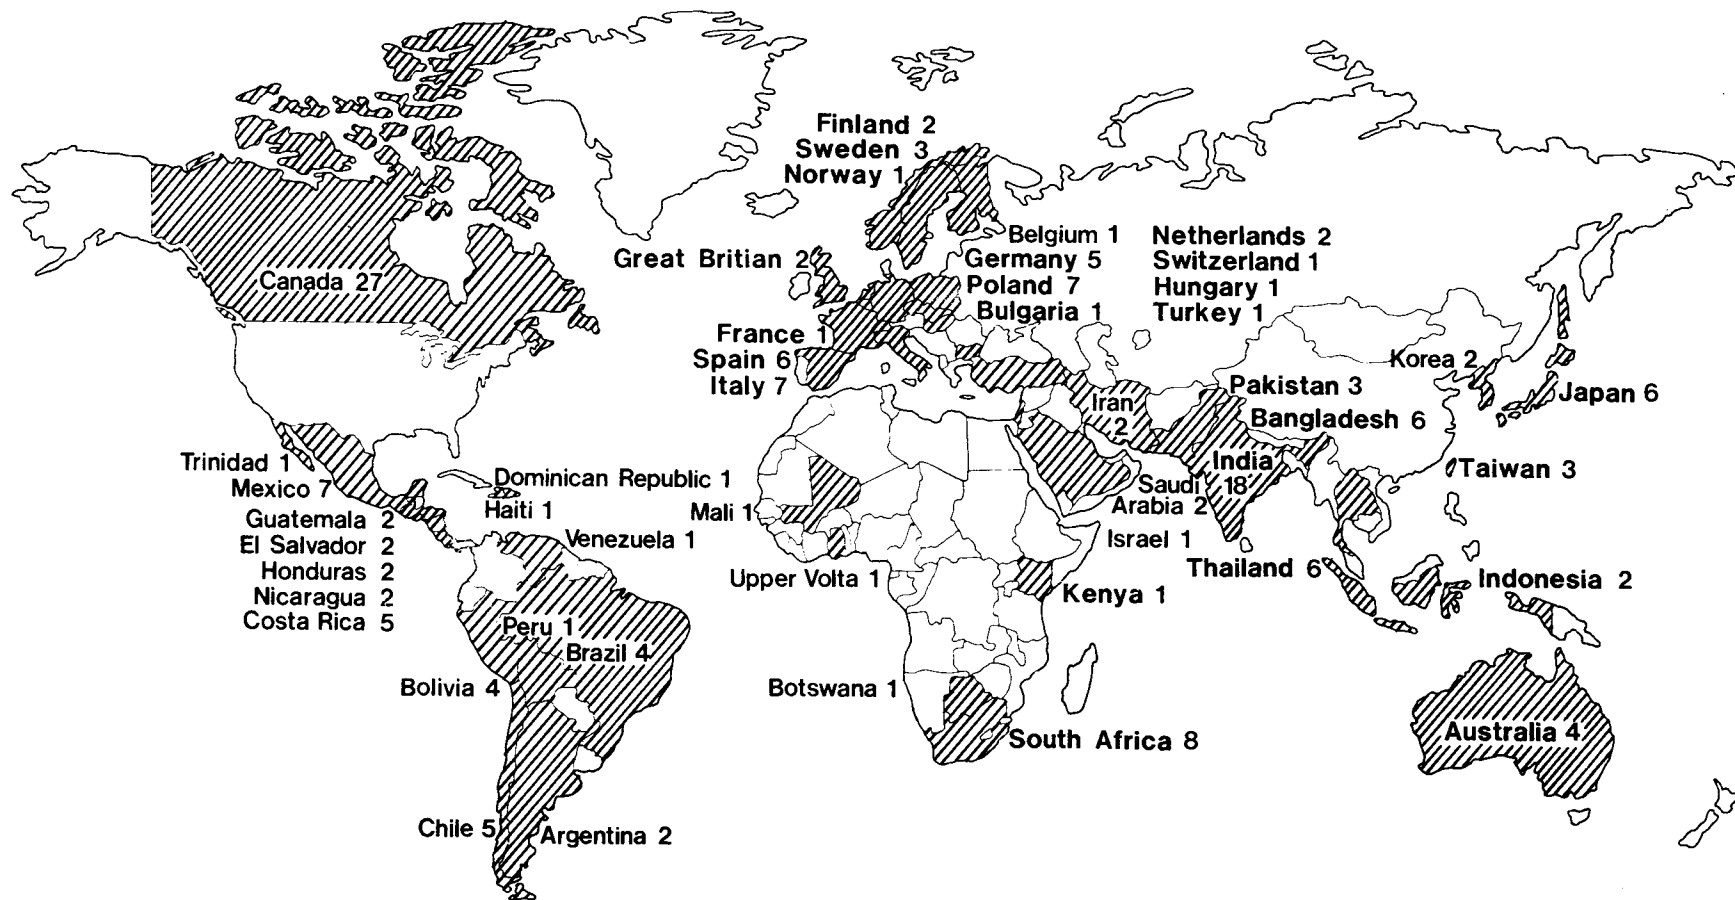 Finland 2
Sweden 3
Norway 1
Belgium 1
Germany 5
Poland 7
Bulgaria 1
Netherlands 2
Switzerland 1
Hungary 1
Turkey 1
Great Britian 2
Canada 27
France 1
Spain 6
Italy 7
Korea 2
Japan 6
Pakistan 3
Bangladesh 6
Iran
2
India
18
Taiwan 3
Saudi
Arabia 2
Israel 1
Thailand 6
Indonesia 2
Trinidad 1
Mexico 7
Guatemala 2
El Salvador 2
Honduras 2
Nicaragua 2
Costa Rica 5
Dominican Republic 1
Haiti 1
Venezuela 1
Mali 1
Upper Volta 1
Kenya 1
Peru 1
Brazil 4
Bolivia 4
Botswana 1
South Africa 8
Australia 4
Chile 5
Argentina 2